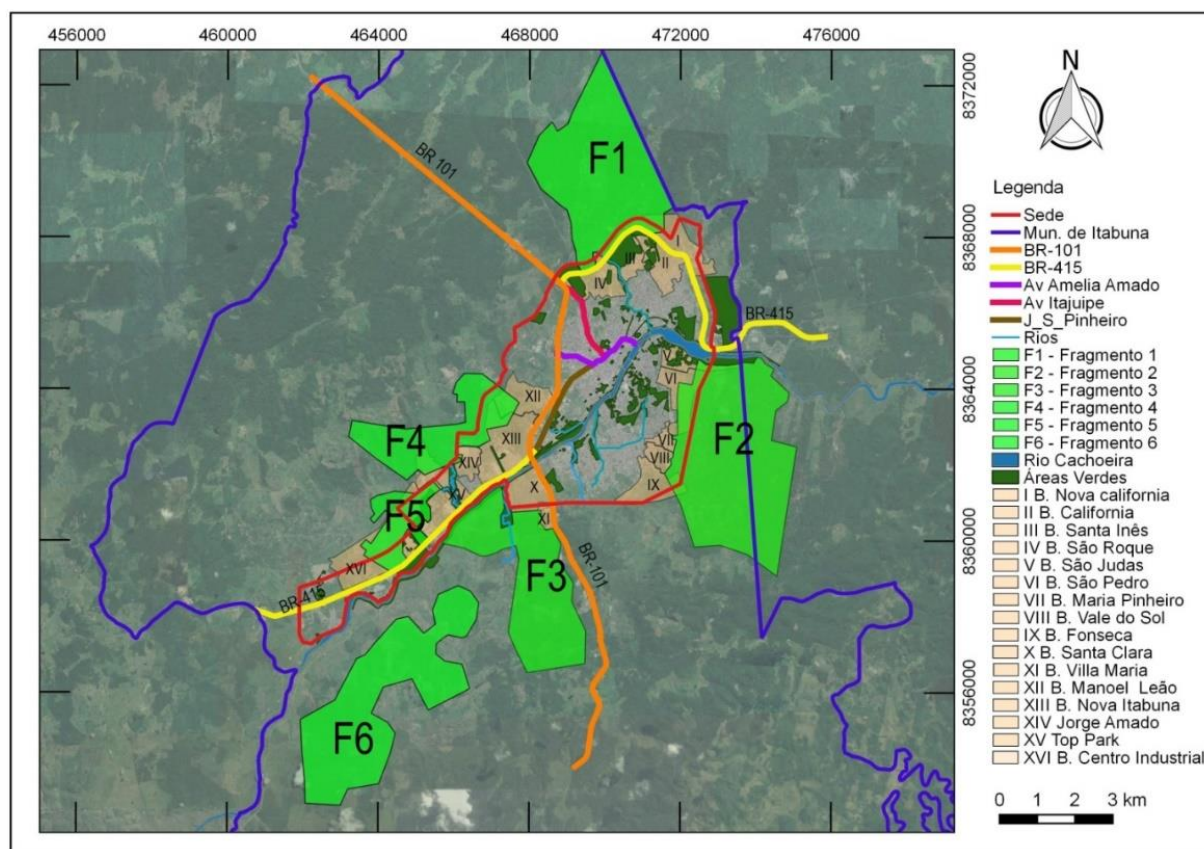 456000 460000 464000 468000 472000 476000
8372000
8368000
8364000
8360000
8356000
BR 101
F1
I
II
III
IV
BR-415
V
VI
XII
F2
VII
XIII
VIII
F4
XIV
IX
XV
X
F5
XI
XVI
F3
BR-101
BR-415
F6
N
Legenda
Sede
Mun. de Itabuna
BR-101
BR-415
Av Amelia Amado
Av Itajuipe
J_S_Pinheiro
Rios
F1 - Fragmento 1
F2 - Fragmento 2
F3 - Fragmento 3
F4 - Fragmento 4
F5 - Fragmento 5
F6 - Fragmento 6
Rio Cachoeira
Áreas Verdes
I B. Nova california
II B. California
III B. Santa Inês
IV B. São Roque
V B. São Judas
VI B. São Pedro
VII B. Maria Pinheiro
VIII B. Vale do Sol
IX B. Fonseca
X B. Santa Clara
XI B. Villa Maria
XII B. Manoel Leão
XIII B. Nova Itabuna
XIV Jorge Amado
XV Top Park
XVI B. Centro Industrial
0 1 2 3 km